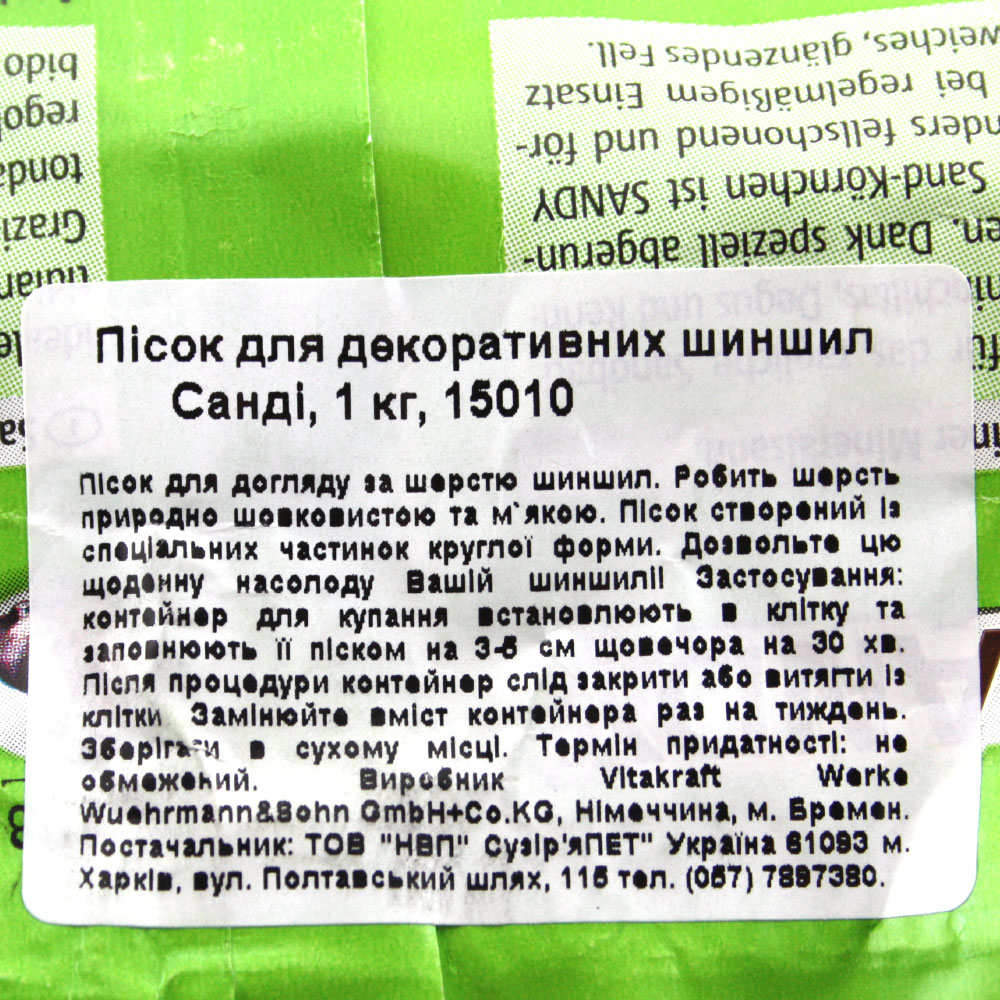 bido
regol
tonda
Grazie
weiches, glänzendes Fell.
bei regelmäßigem Einsatz
fellschonend und för-
Sand-Körnchen ist SANDY
Dank speziell abgerun-
Пісок для декоративних шиншил
Санді, 1 кг, 15010
Пісок для догляду за шерстю шиншил. Робить шерсть
природно шовковистою та м`якою. Пісок створений із
спеціальних частинок круглої форми. Дозвольте цю
щоденну насолоду Вашій шиншилі! Застосування:
контейнер для купання встановлюють в клітку та
заповнюють її піском на 3-5 см щовечора на 30 хв.
Після процедури контейнер слід закрити або витягти із
клітки. Замінюйте вміст контейнера раз на тиждень.
Зберігати в сухому місці. Термін придатності: не
обмежений. Виробник Vitakraft Werke
Wuehrmann&Sohn GmbH+Co.KG, Німеччина, м. Бремен.
Постачальник: ТОВ "НВП" Сузір'яПЕТ" Україна 61093 м.
Харків, вул. Полтавський шлях, 115 тел. (057) 7897380.